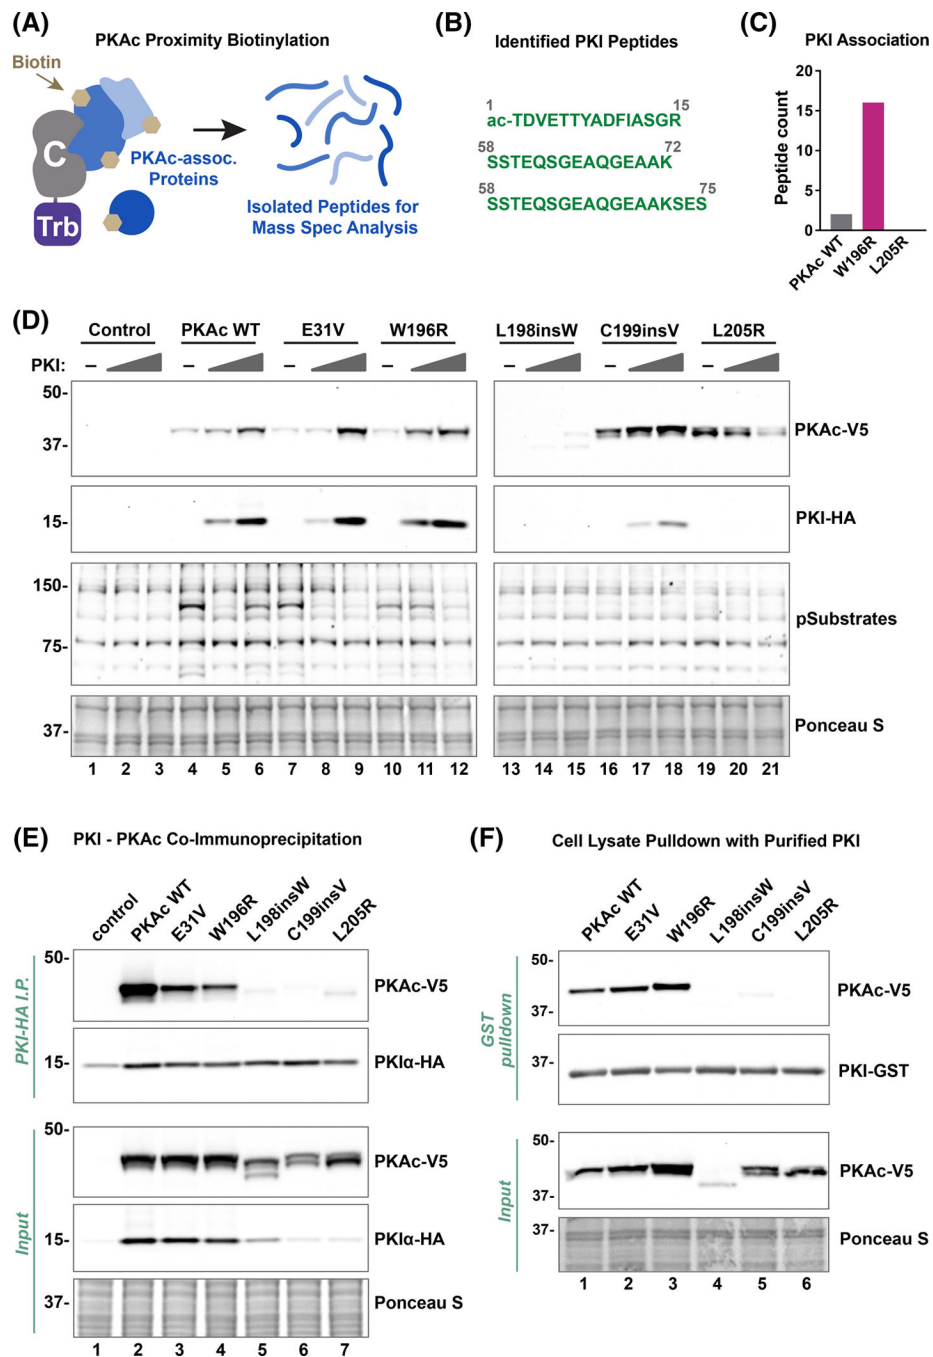 (A) PKAc Proximity Biotinylation
Biotin
C
Trb
PKAc-assoc.
Proteins
Isolated Peptides for
Mass Spec Analysis
(B) Identified PKI Peptides
1 15
ac-TDVETTYADFIASGR
58 72
SSTEQSGEAQGEAAK
58 75
SSTEQSGEAQGEAAKSES
(C) PKI Association
Peptide count
20
15
10
5
0
PKAc WT
W196R
L205R
(D)
Control PKAc WT E31V W196R L198insW C199insV L205R
PKI: – – – – – – –
50-
37-
PKAc-V5
15-
PKI-HA
150-
75-
pSubstrates
37-
Ponceau S
1 2 3 4 5 6 7 8 9 10 11 12 13 14 15 16 17 18 19 20 21
(E) PKI - PKAc Co-Immunoprecipitation
control PKAc WT E31V W196R L198insW C199insV L205R
PKI-HA I.P.
50-
PKAc-V5
15-
PKIα-HA
Input
50-
PKAc-V5
15-
PKIα-HA
37-
Ponceau S
1 2 3 4 5 6 7
(F) Cell Lysate Pulldown with Purified PKI
PKAc WT E31V W196R L198insW C199insV L205R
GST
pulldown
50-
37-
PKAc-V5
37-
PKI-GST
Input
50-
37-
PKAc-V5
37-
Ponceau S
1 2 3 4 5 6